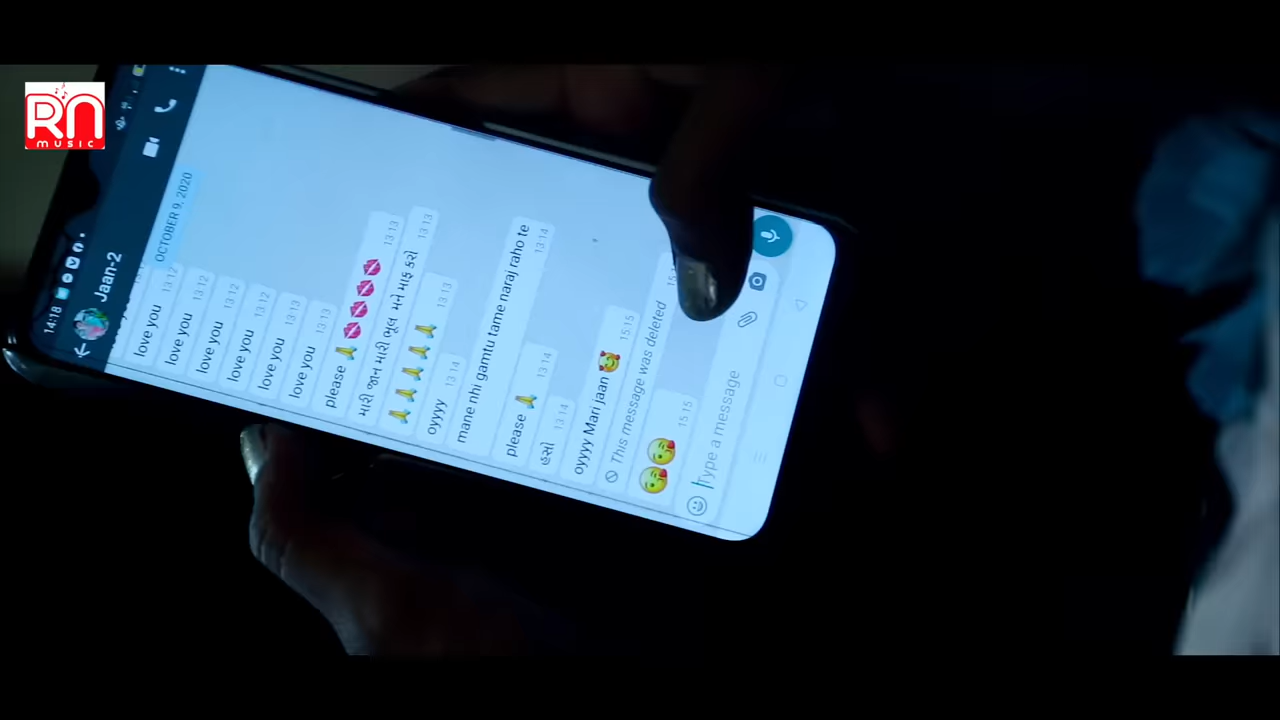 RN
MUSIC
14:18
Jaan-2
OCTOBER 9, 2020
love you 13:12
love you 13:12
love you 13:12
love you 13:12
love you 13:13
love you 13:13
please 🙏 💋💋💋💋 13:13
મારી જાન મારી ભૂલ મને માફ કરો
🙏🙏🙏🙏🙏 13:13
oyyyy 13:13
mane nhi gamtu tame naraj raho te 13:14
please 🙏 13:14
હસો 13:14
oyyyy Mari jaan 🥰 15:15
This message was deleted
😘😘 15:15
Type a message